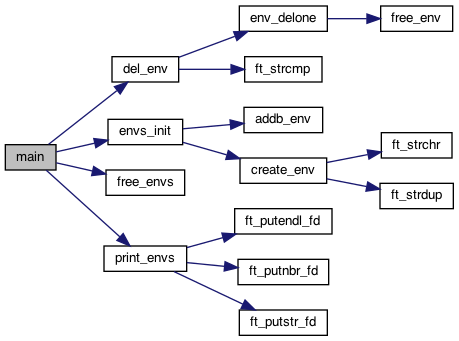 env_delone
free_env
del_env
ft_strcmp
addb_env
envs_init
ft_strchr
main
create_env
free_envs
ft_strdup
ft_putendl_fd
print_envs
ft_putnbr_fd
ft_putstr_fd